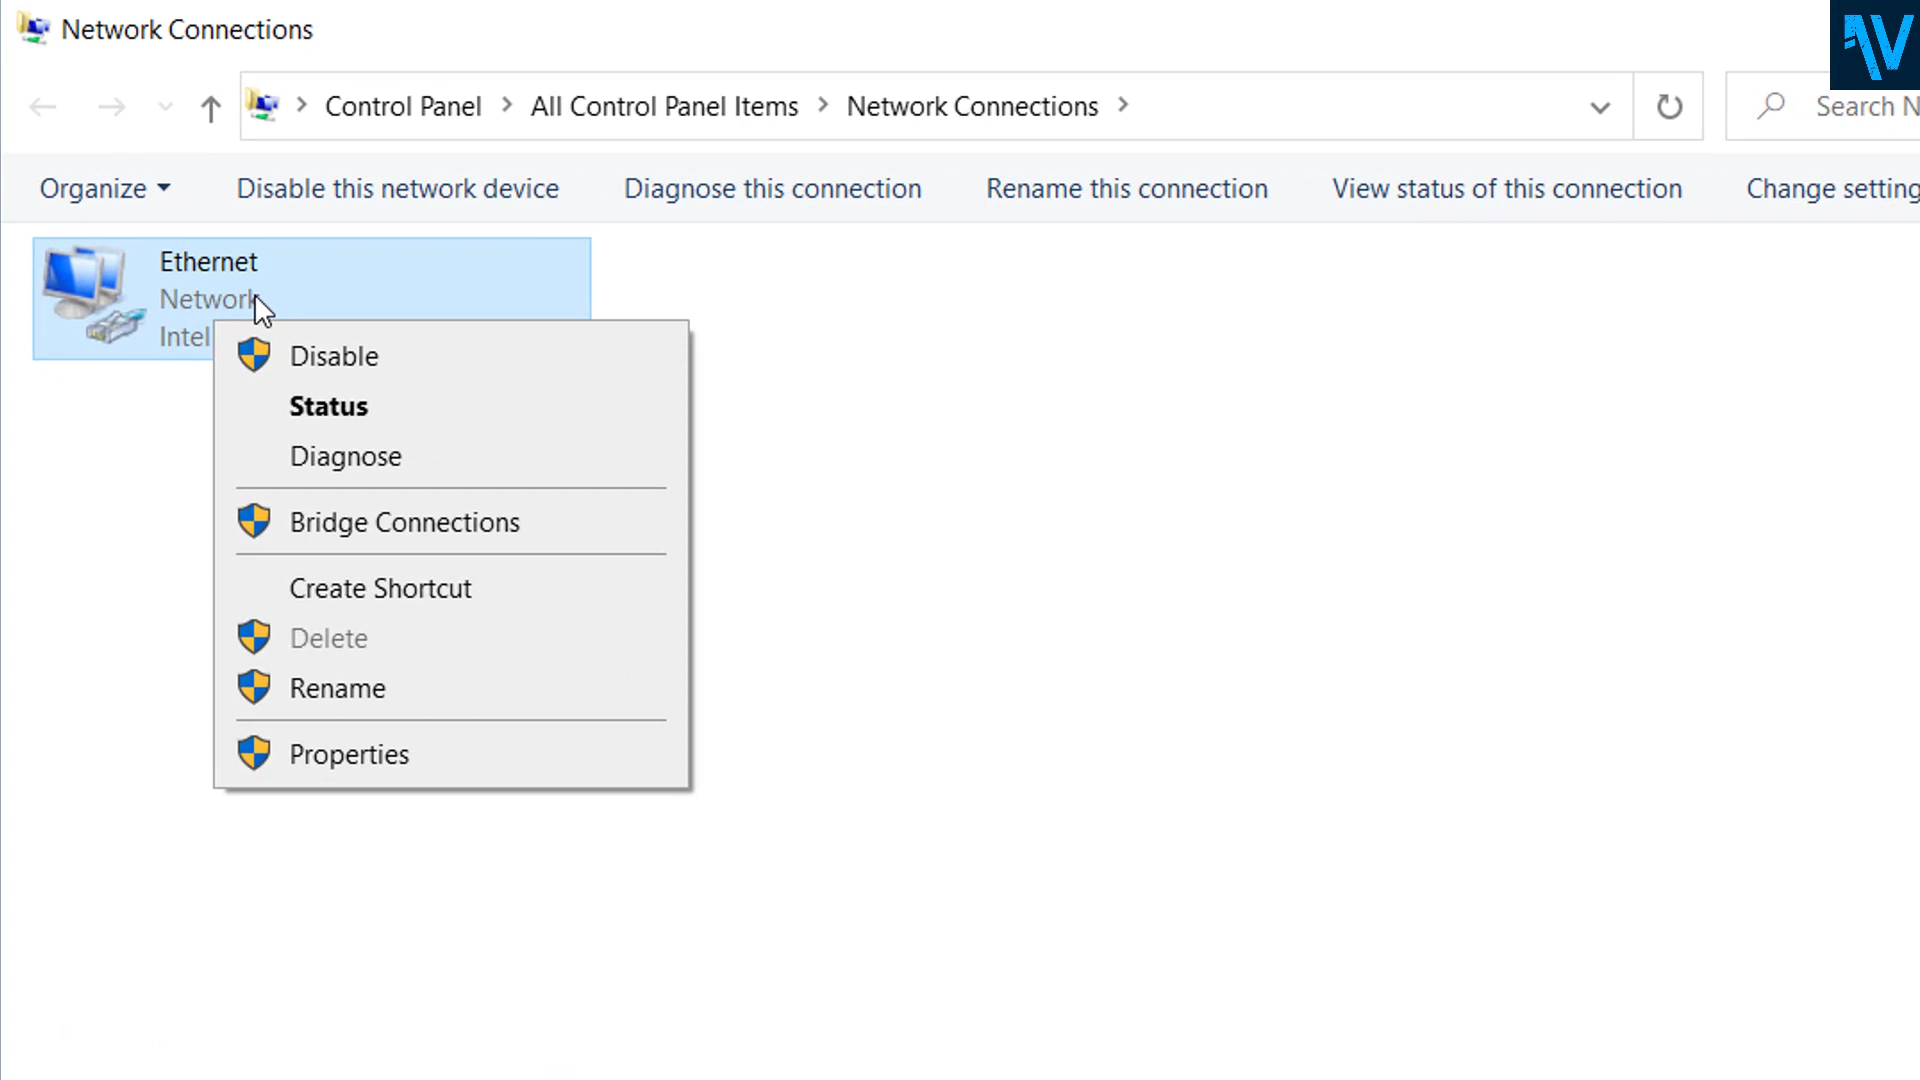 Network Connections
Control Panel > All Control Panel Items > Network Connections >
Search N
Organize Disable this network device Diagnose this connection Rename this connection View status of this connection Change setting
Ethernet
Network
Intel
Disable
Status
Diagnose
Bridge Connections
Create Shortcut
Delete
Rename
Properties